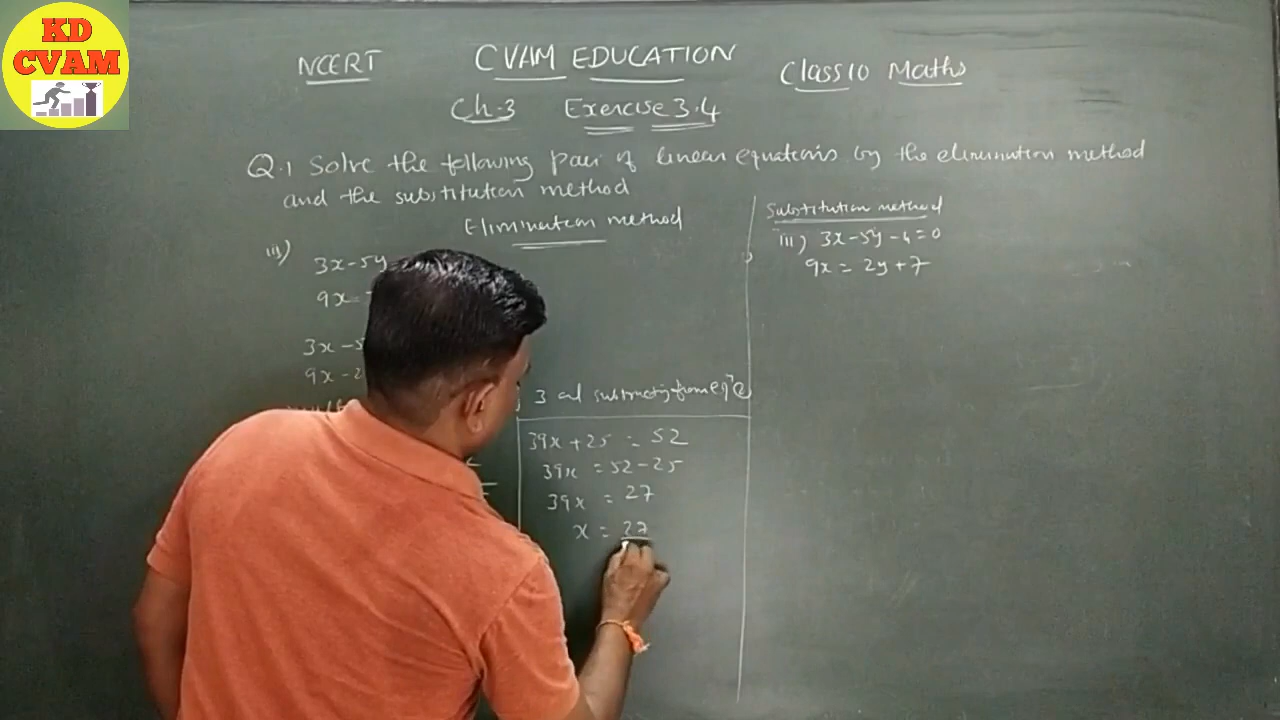 KD
CVAM
NCERT CVAM EDUCATION Class 10 Maths
Ch-3 Exercise 3.4
Q.1 Solve the following pair of linear equations by the elimination method
and the substitution method
Elimination method
iii)
3x-5y
9x=
3x-5
9x-2
3 and subtracting from eqn 2
39x+25 = 52
39x = 52-25
39x = 27
x = 27
Substitution method
iii) 3x-5y-4=0
9x = 2y+7